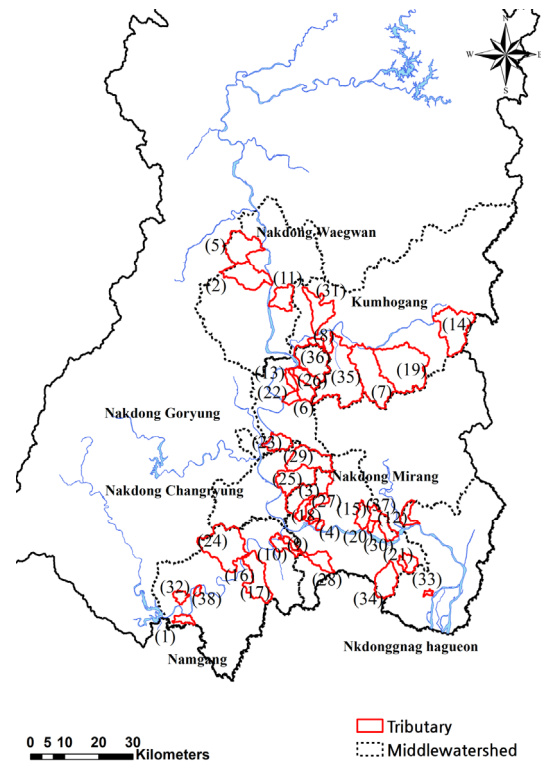 N
W E
S
(5) Nakdong Waegwan
(2) (11) (31) Kumhogang
(8) (14)
(36)
(13) (26) (35) (19)
(22) (7)
(6)
Nakdong Goryung
(23)
(29)
(25) Nakdong Mirang
Nakdong Changryung (3)
(27) (15) (37)
(18)
(24) (4) (20)
(10) (9) (30)
(16) (28) (21)
(32) (17) (33)
(38) (34)
(1)
Namgang Nkdonggnag hagueon
Tributary
0 5 10 20 30
Kilometers Middlewatershed